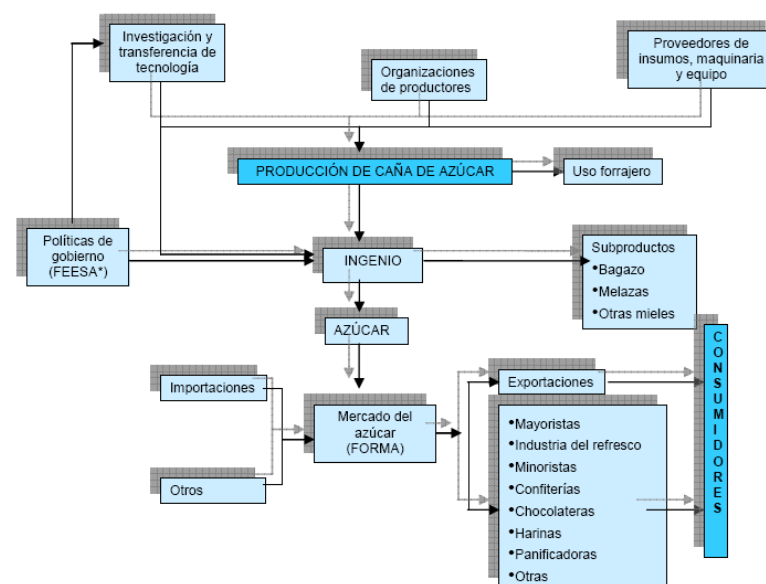 Investigación y
transferencia de
tecnología
Organizaciones
de productores
Proveedores de
insumos, maquinaria
y equipo
PRODUCCIÓN DE CAÑA DE AZÚCAR
Uso forrajero
Políticas de
gobierno
(FEESA*)
INGENIO
Subproductos
•Bagazo
•Melazas
•Otras mieles
AZÚCAR
Importaciones
Mercado del
azúcar
(FORMA)
Otros
Exportaciones
•Mayoristas
•Industria del refresco
•Minoristas
•Confiterías
•Chocolateras
•Harinas
•Panificadoras
•Otras
CONSUMIDORES